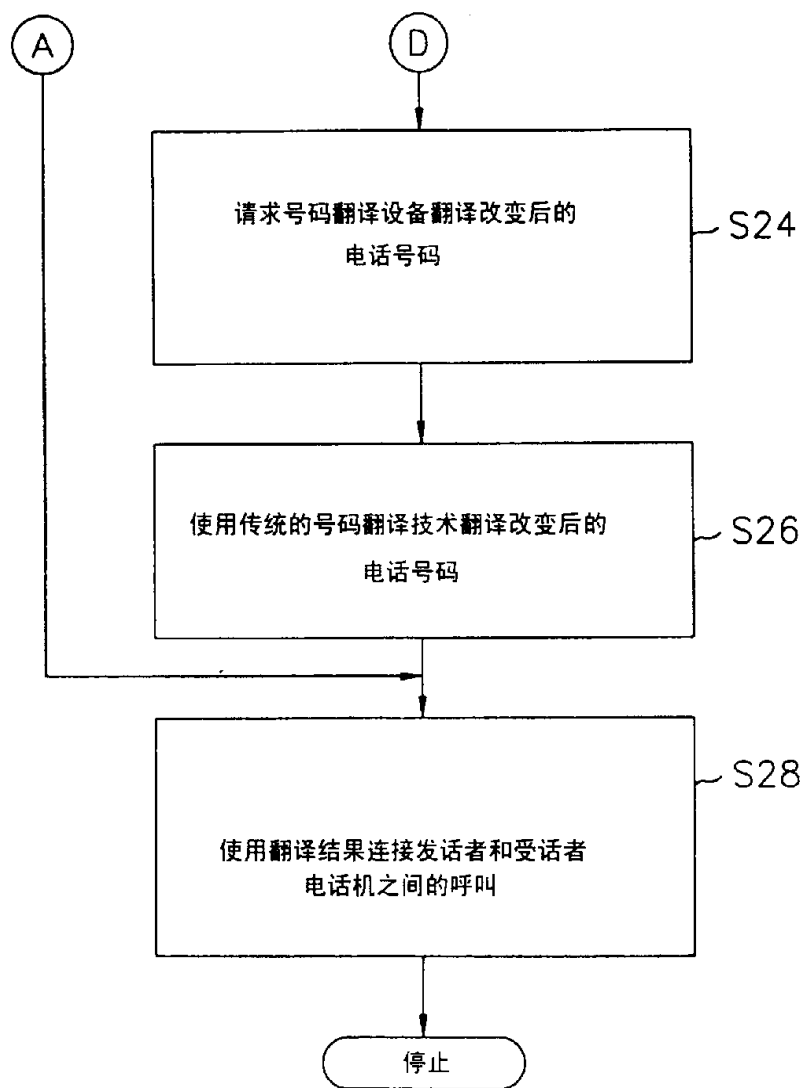 A
D
请求号码翻译设备翻译改变后的
电话号码
S24
使用传统的号码翻译技术翻译改变后的
电话号码
S26
S28
使用翻译结果连接发话者和受话者
电话机之间的呼叫
停止